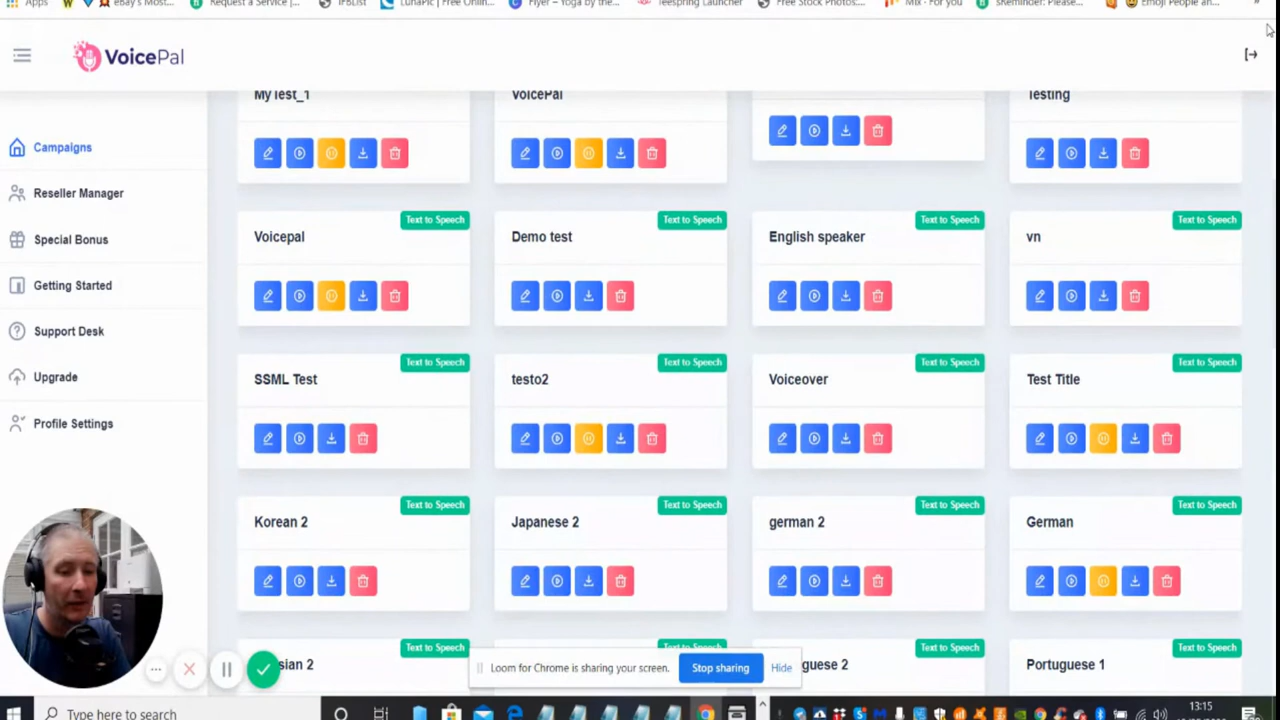 Apps
eBay's Most...
Request a Service |...
IFBList
LunaPic | Free Onlin...
Flyer – Yoga by the...
Teespring Launcher
Free Stock Photos:...
Mix - For you
sReminder: Please...
Emoji People an...
VoicePal
MyTest_1
VoicePal
Testing
Campaigns
Reseller Manager
Special Bonus
Getting Started
Support Desk
Upgrade
Profile Settings
Text to Speech
Voicepal
Text to Speech
Demo test
Text to Speech
English speaker
Text to Speech
vn
Text to Speech
SSML Test
Text to Speech
testo2
Text to Speech
Voiceover
Text to Speech
Test Title
Text to Speech
Korean 2
Text to Speech
Japanese 2
Text to Speech
german 2
Text to Speech
German
Text to Speech
sian 2
Text to Speech
guese 2
Text to Speech
Portuguese 1
Loom for Chrome is sharing your screen.
Stop sharing
Hide
Type here to search
13:15